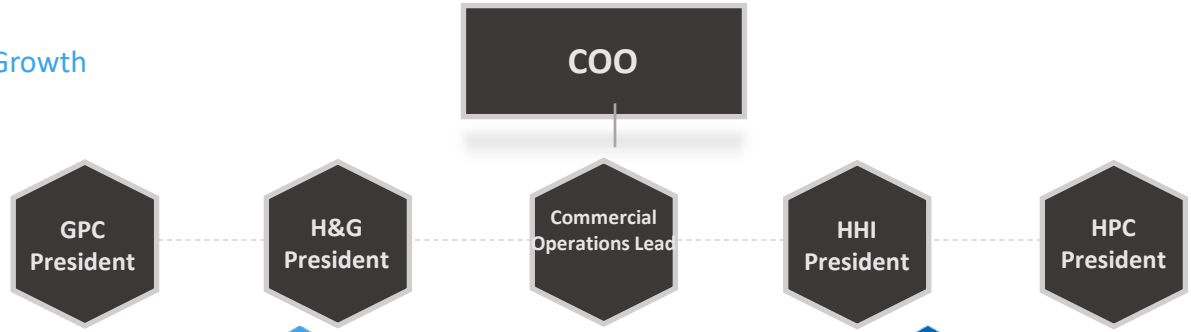 Growth
COO
GPC
President
H&G
President
Commercial
Operations Lead
HHI
President
HPC
President